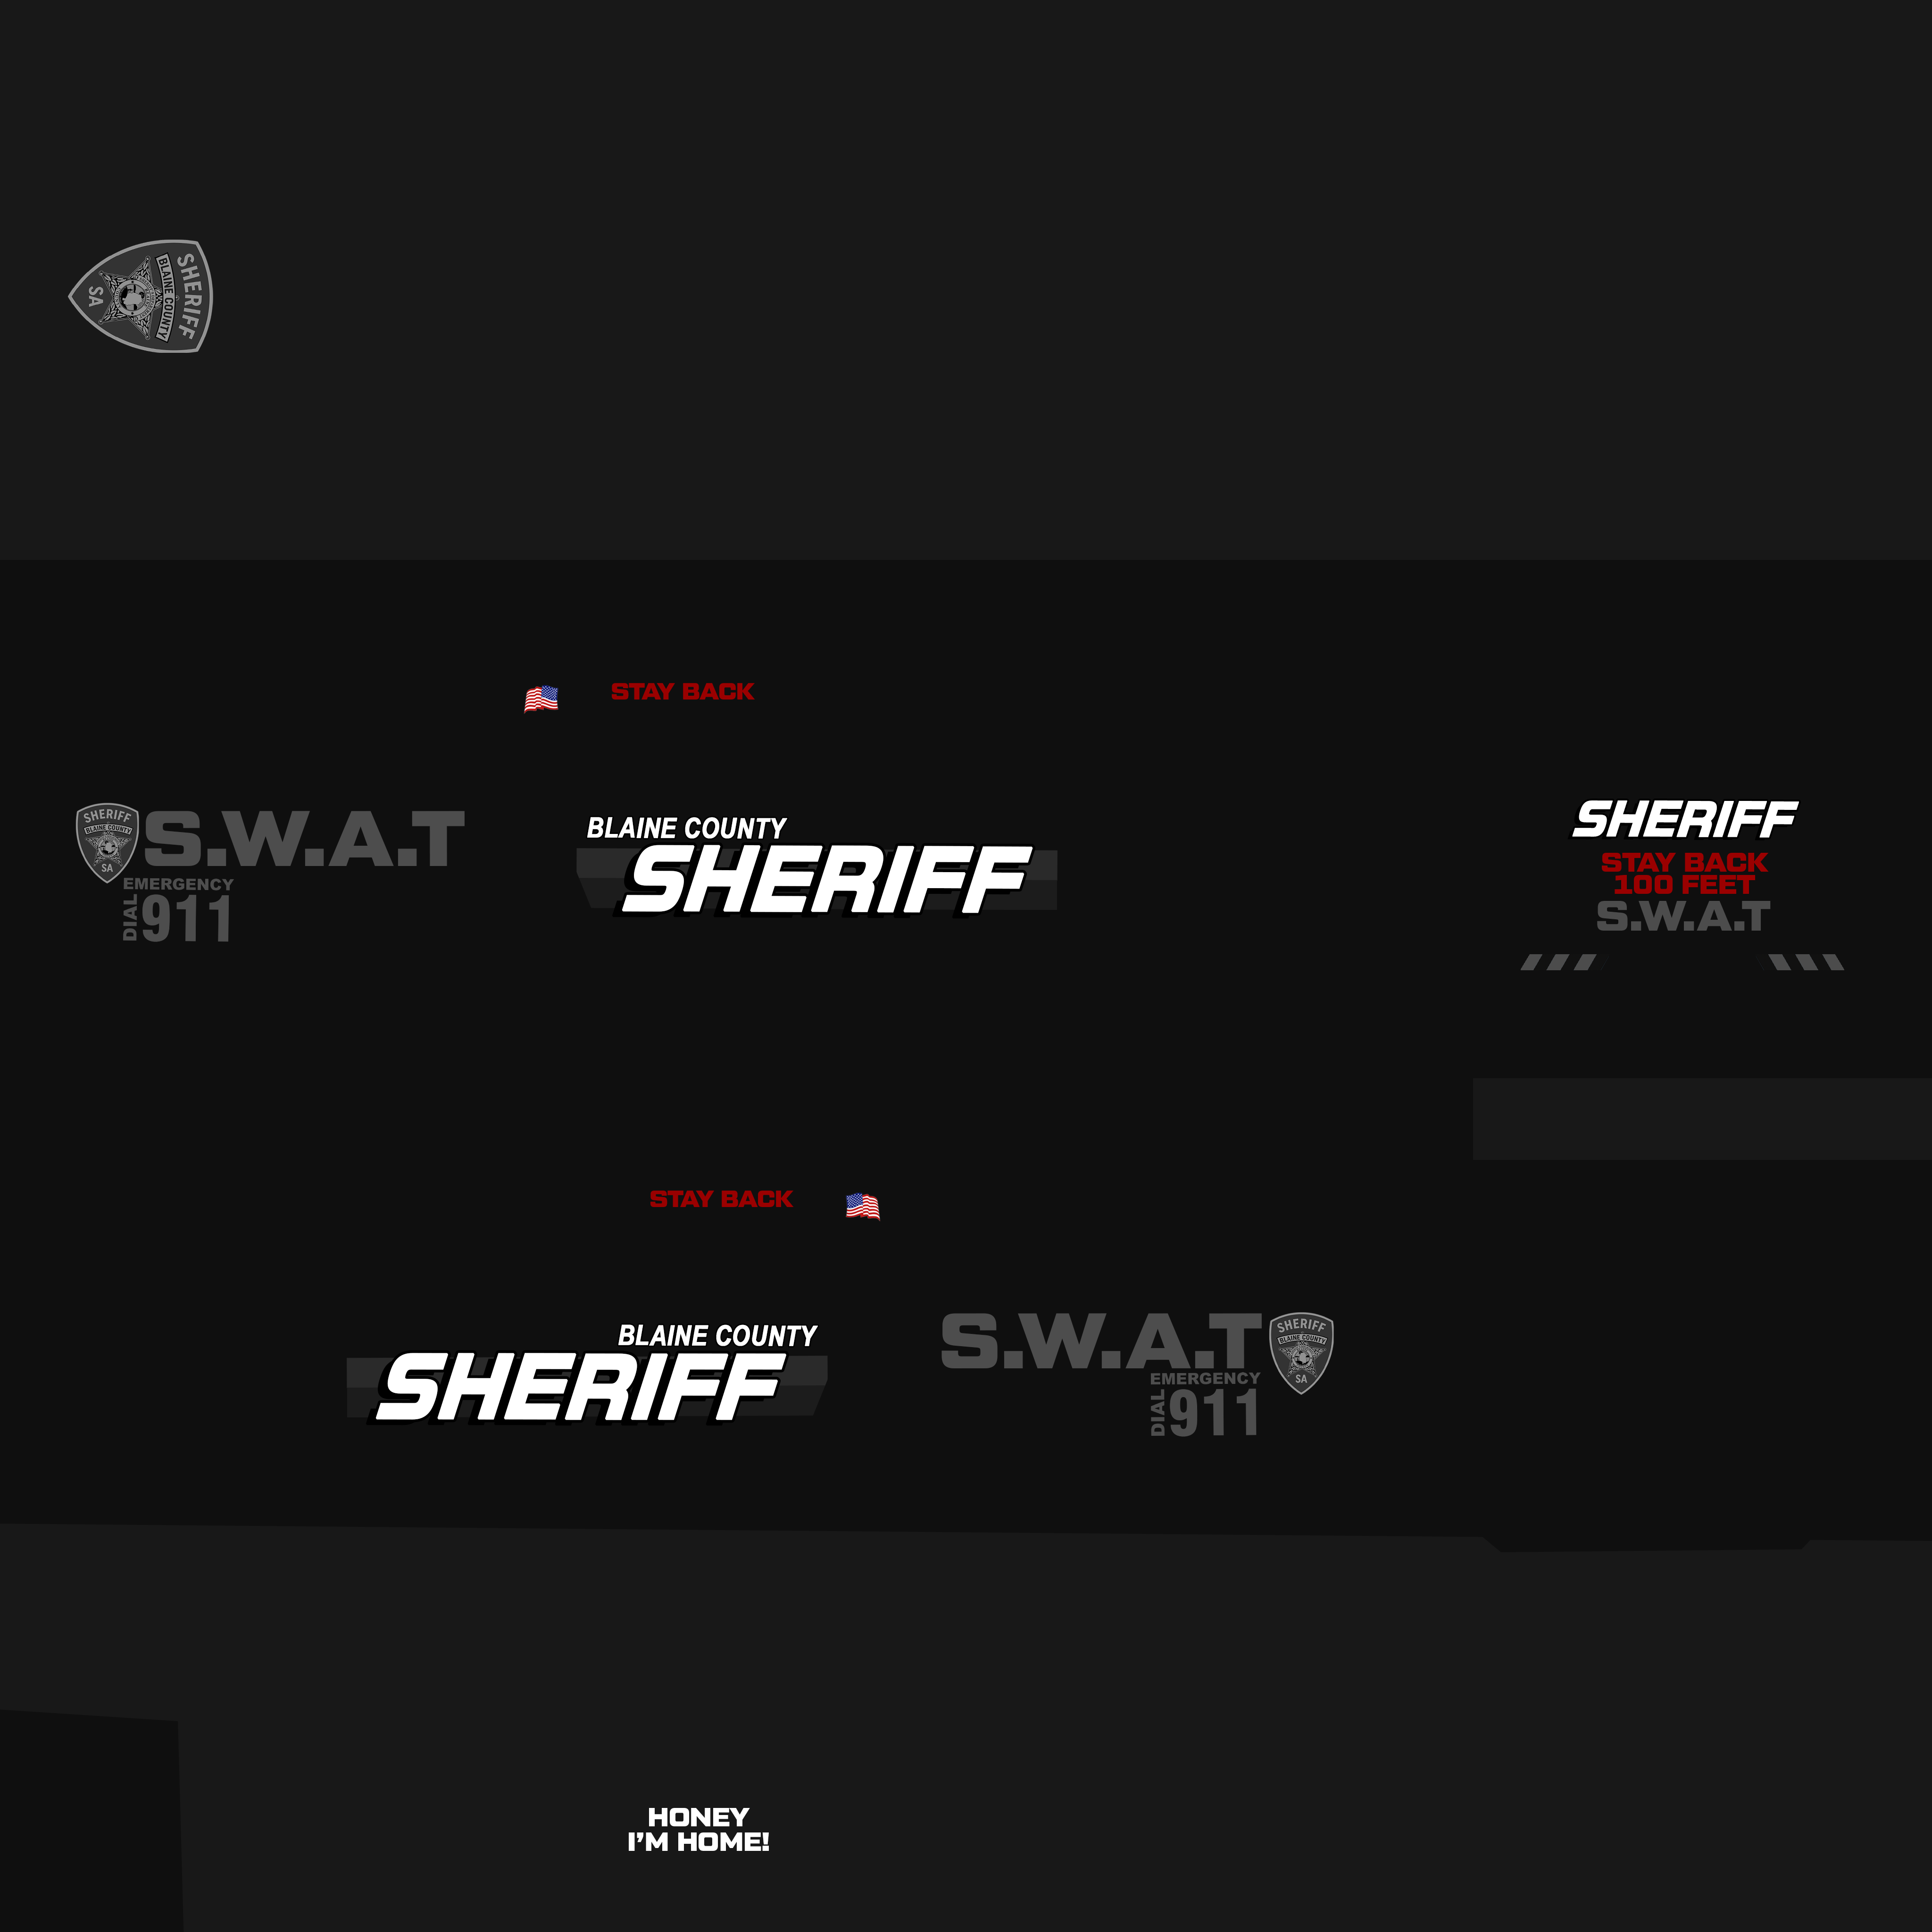 SHERIFF
BLAINE COUNTY
SA
STAY BACK
SHERIFF
BLAINE COUNTY
SA
S.W.A.T
EMERGENCY
DIAL
911
BLAINE COUNTY
SHERIFF
SHERIFF
STAY BACK
100 FEET
S.W.A.T
STAY BACK
BLAINE COUNTY
SHERIFF
S.W.A.T
SHERIFF
BLAINE COUNTY
SA
EMERGENCY
DIAL
911
HONEY
I'M HOME!